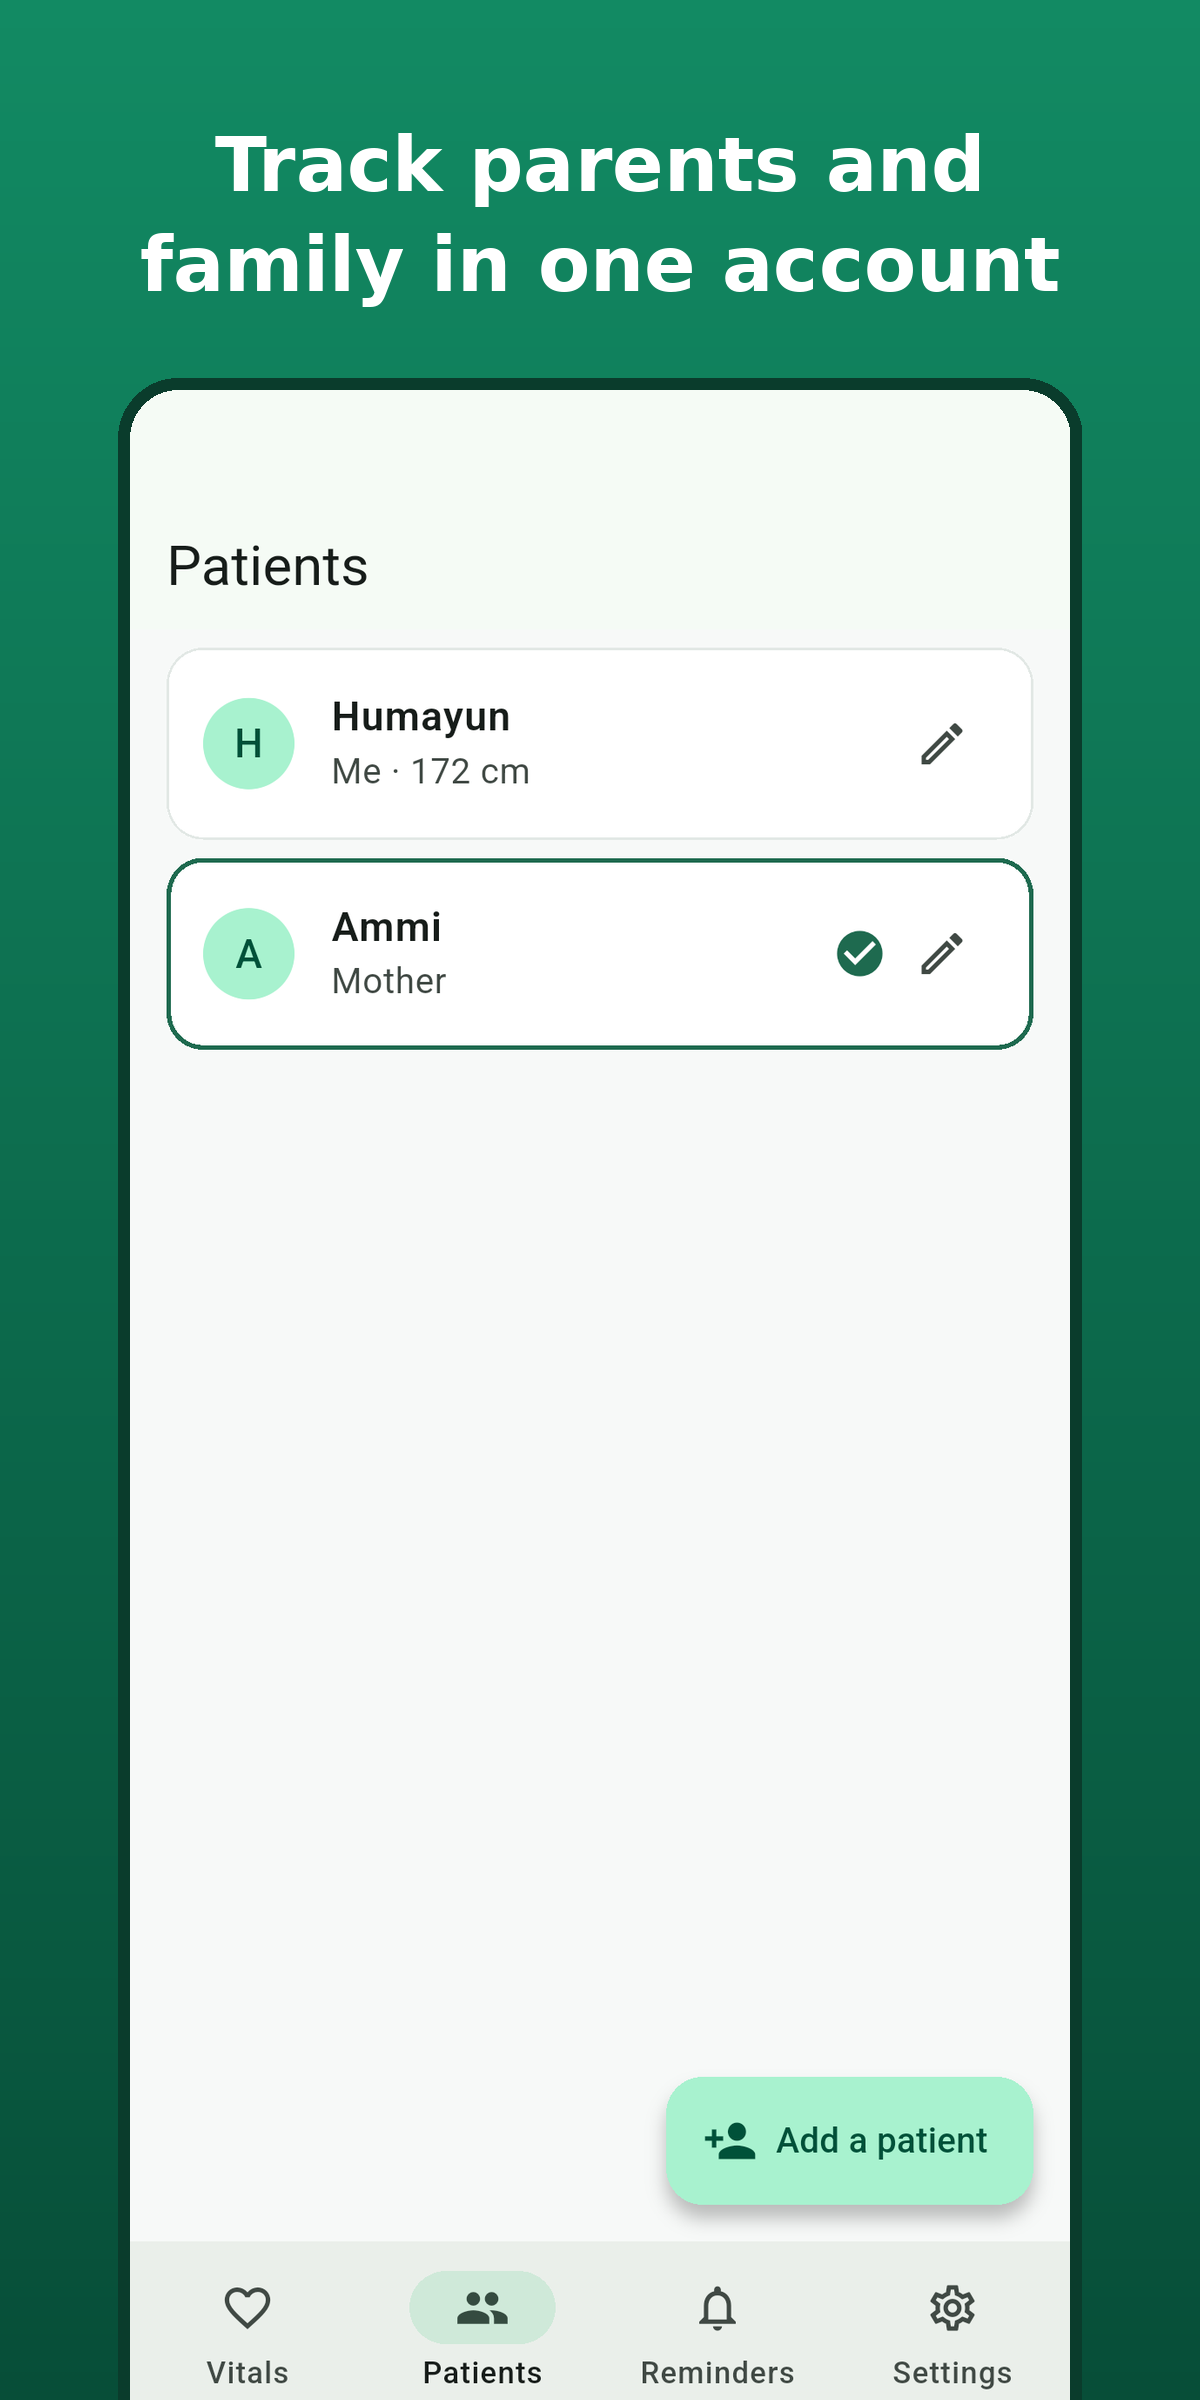 Track parents and
family in one account
Patients
H
Humayun
Me · 172 cm
A
Ammi
Mother
Add a patient
Vitals
Patients
Reminders
Settings